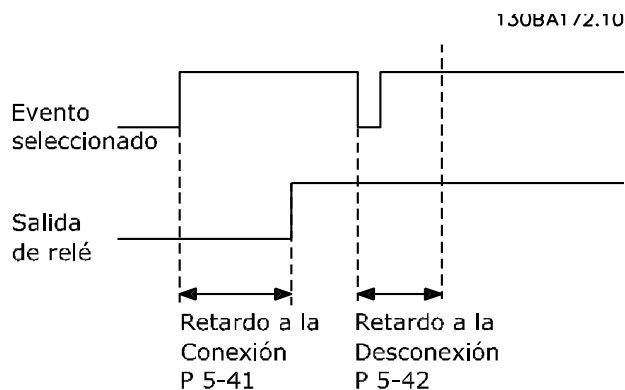 130BA172.10
Evento
seleccionado
Salida
de relé
Retardo a la
Conexión
P 5-41
Retardo a la
Desconexión
P 5-42